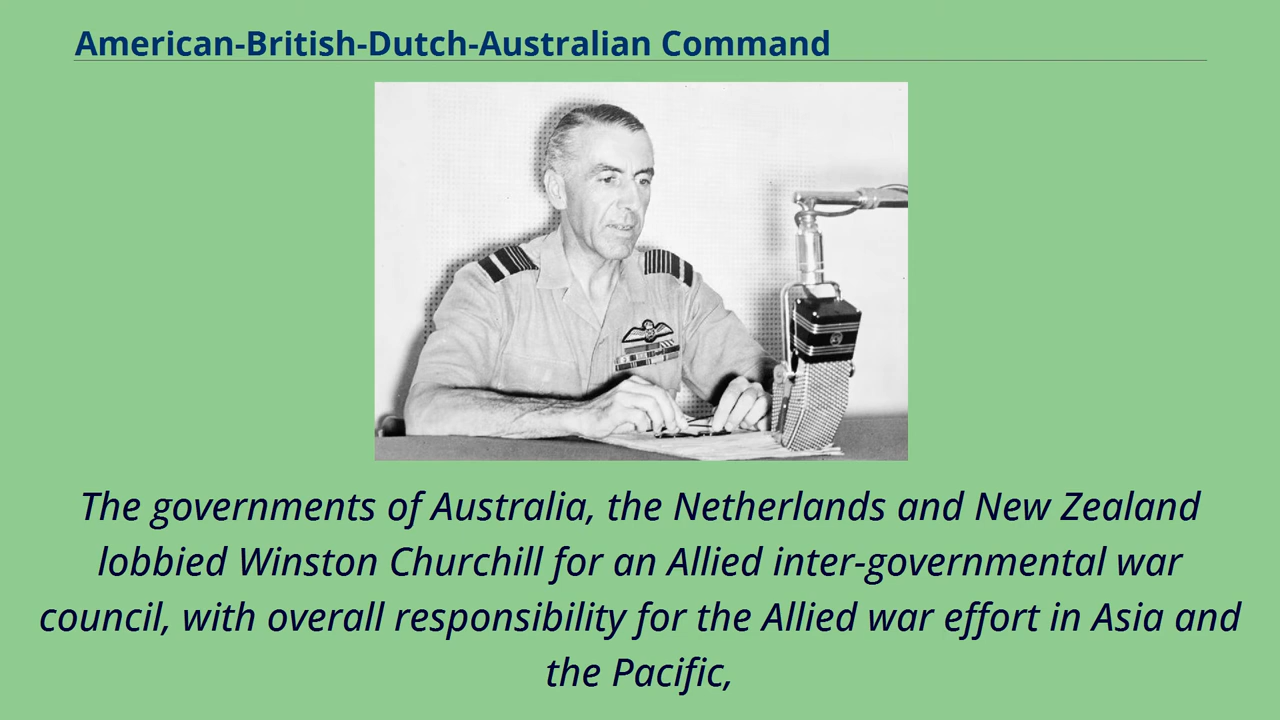 American-British-Dutch-Australian Command
The governments of Australia, the Netherlands and New Zealand
lobbied Winston Churchill for an Allied inter-governmental war
council, with overall responsibility for the Allied war effort in Asia and
the Pacific,